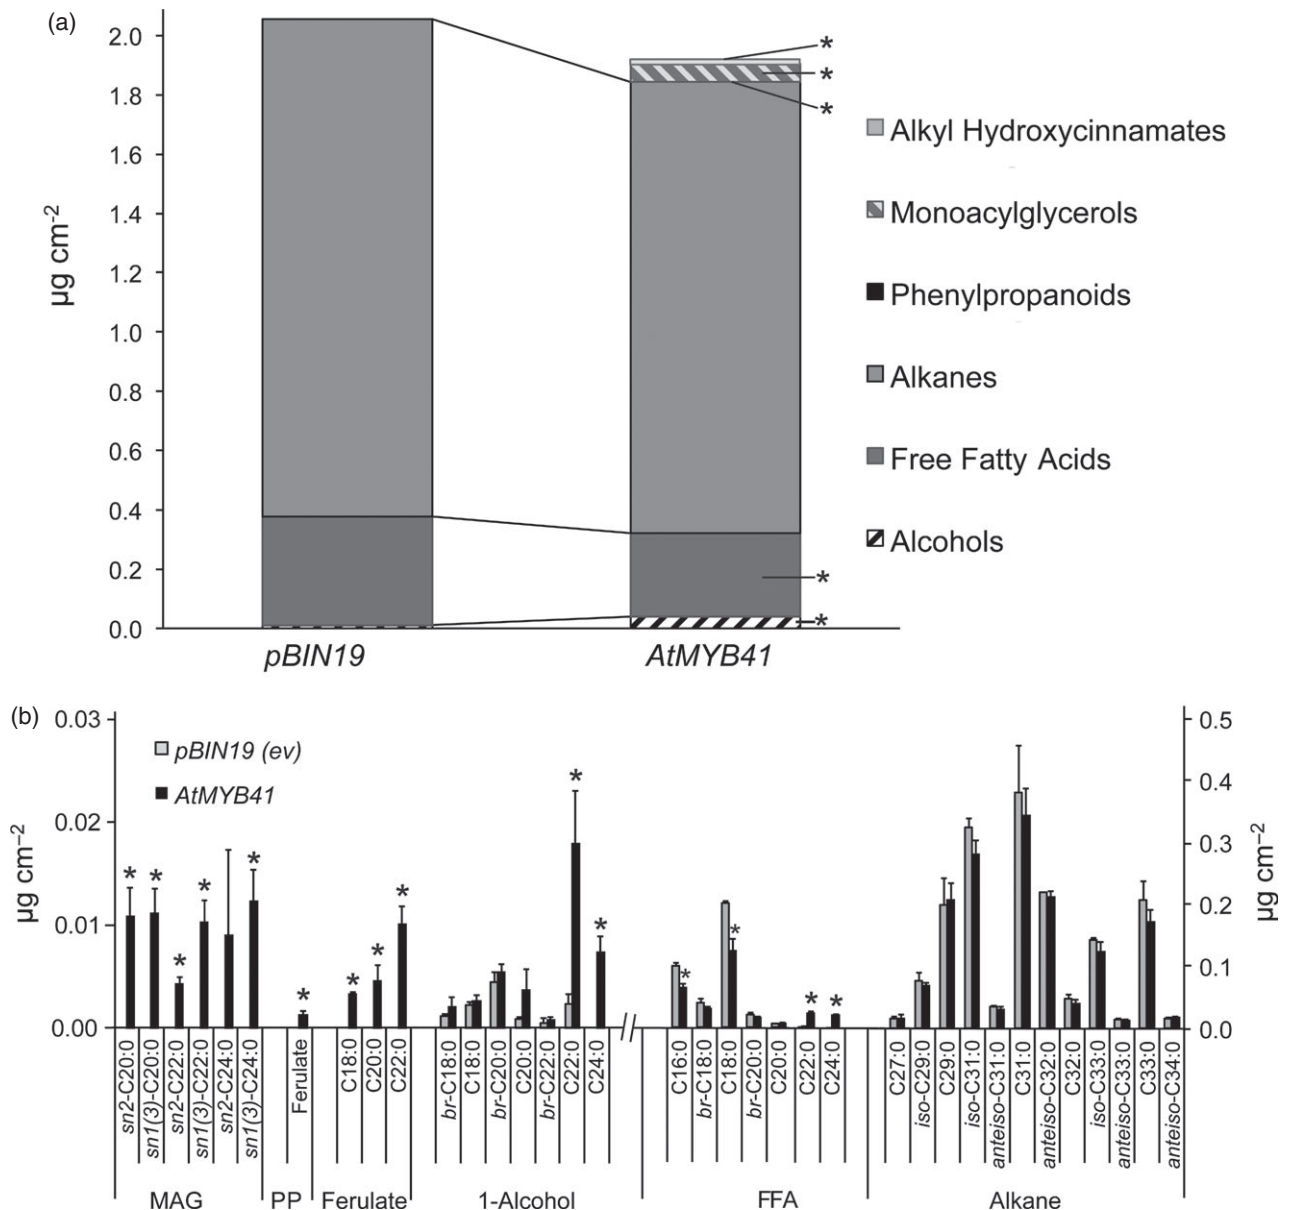 (a)
2.0
1.8
1.6
1.4
1.2
1.0
0.8
0.6
0.4
0.2
0.0
µg cm-2
*
*
*
*
*
pBIN19
AtMYB41
Alkyl Hydroxycinnamates
Monoacylglycerols
Phenylpropanoids
Alkanes
Free Fatty Acids
Alcohols
(b)
0.03
0.02
0.01
0.00
µg cm−2
pBIN19 (ev)
AtMYB41
* * * * * * * * * * * * * * *
0.5
0.4
0.3
0.2
0.1
0.0
µg cm−2
sn2-C20:0
sn1(3)-C20:0
sn2-C22:0
sn1(3)-C22:0
sn2-C24:0
sn1(3)-C24:0
Ferulate
C18:0
C20:0
C22:0
br-C18:0
C18:0
br-C20:0
C20:0
br-C22:0
C22:0
C24:0
C16:0
br-C18:0
C18:0
br-C20:0
C20:0
C22:0
C24:0
C27:0
iso-C29:0
C29:0
iso-C31:0
anteiso-C31:0
C31:0
anteiso-C32:0
C32:0
iso-C33:0
anteiso-C33:0
C33:0
anteiso-C34:0
MAG PP Ferulate 1-Alcohol FFA Alkane